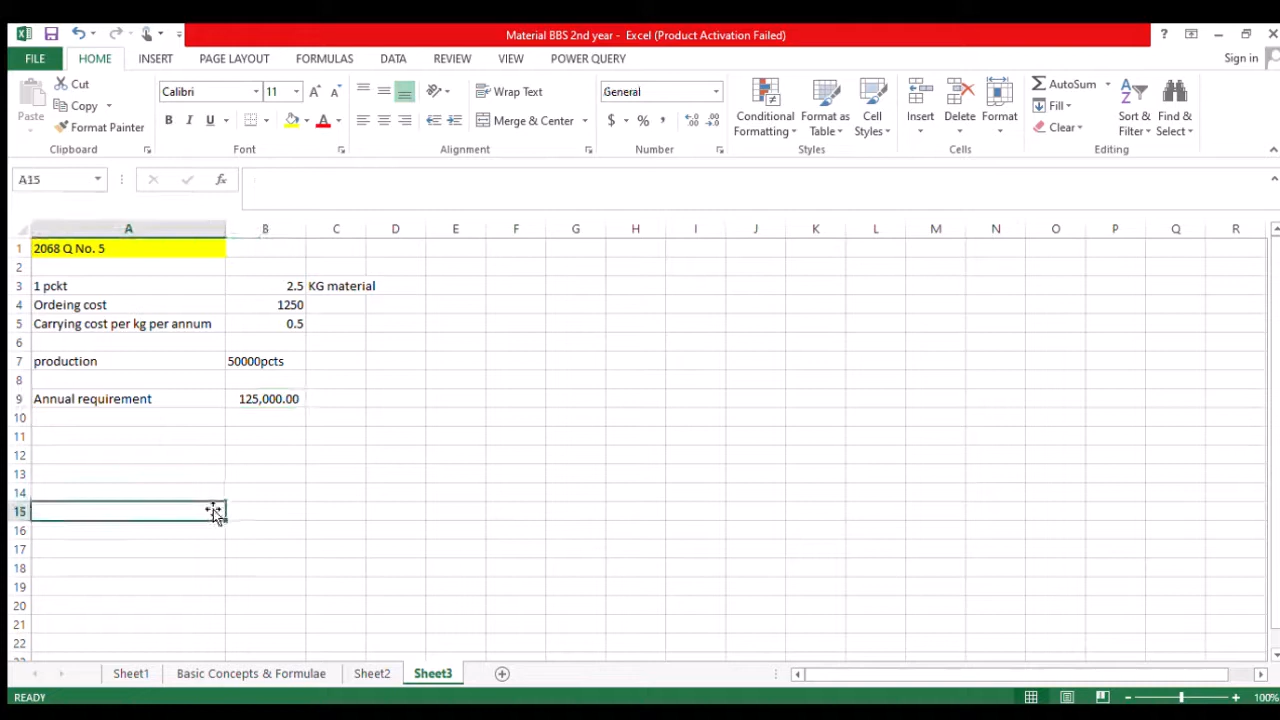 Material BBS 2nd year - Excel (Product Activation Failed)
?
FILE HOME INSERT PAGE LAYOUT FORMULAS DATA REVIEW VIEW POWER QUERY Sign in
Paste
Cut
Copy
Format Painter
Clipboard
Calibri 11
B I U
Font
Wrap Text
Merge & Center
Alignment
General
$ %
Number
Conditional Formatting
Format as Table
Cell Styles
Styles
Insert
Delete
Format
Cells
AutoSum
Fill
Clear
Sort & Filter
Find & Select
Editing
A15
fx
A B C D E F G H I J K L M N O P Q R
1 2068 Q No. 5
2
3 1 pckt 2.5 KG material
4 Ordeing cost 1250
5 Carrying cost per kg per annum 0.5
6
7 production 50000pcts
8
9 Annual requirement 125,000.00
10
11
12
13
14
15
16
17
18
19
20
21
22
Sheet1 Basic Concepts & Formulae Sheet2 Sheet3
READY
100%